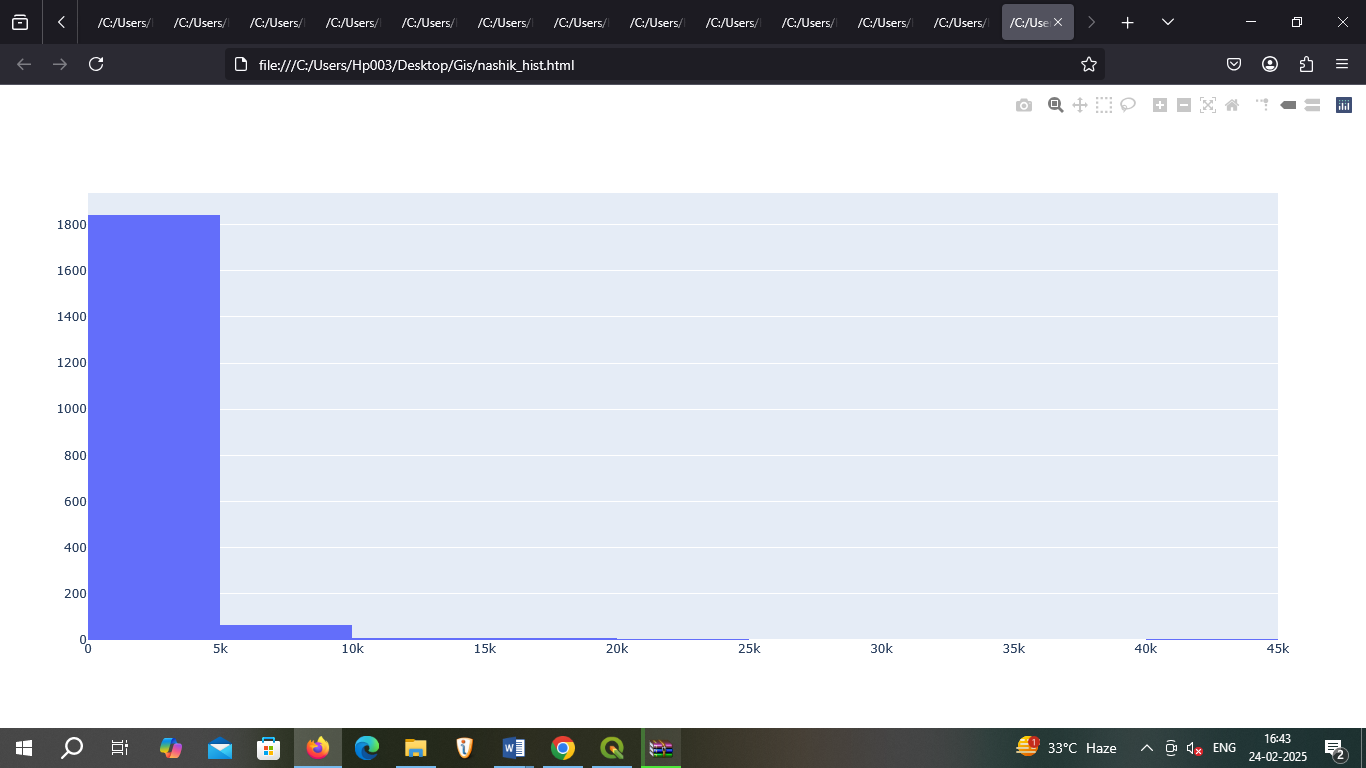 /C:/Users/ /C:/Users/ /C:/Users/ /C:/Users/ /C:/Users/ /C:/Users/ /C:/Users/ /C:/Users/ /C:/Users/ /C:/Users/ /C:/Users/ /C:/Users/ /C:/Use
file:///C:/Users/Hp003/Desktop/Gis/nashik_hist.html
1800
1600
1400
1200
1000
800
600
400
200
0
0 5k 10k 15k 20k 25k 30k 35k 40k 45k
1 33°C Haze ENG 16:43
24-02-2025 2